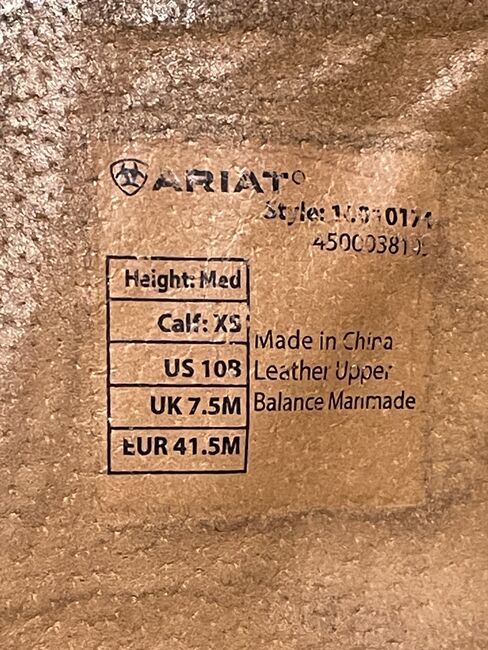 ARIAT
Style:
Height: Med
Calf: XS
US 10B
UK 7.5M
EUR 41.5M
Made in China
Leather Upper
Balance Manmade